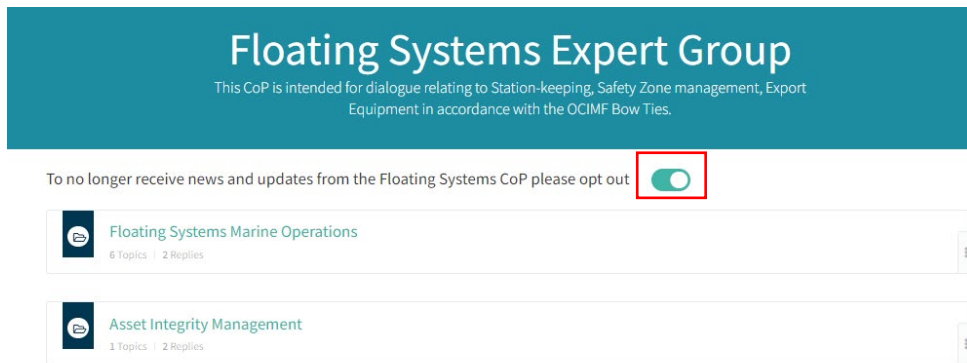 Floating Systems Expert Group
This CoP is intended for dialogue relating to Station-keeping, Safety Zone management, Export
Equipment in accordance with the OCIMF Bow Ties.
To no longer receive news and updates from the Floating Systems CoP please opt out
Floating Systems Marine Operations
6 Topics | 2 Replies
Asset Integrity Management
1 Topics | 2 Replies